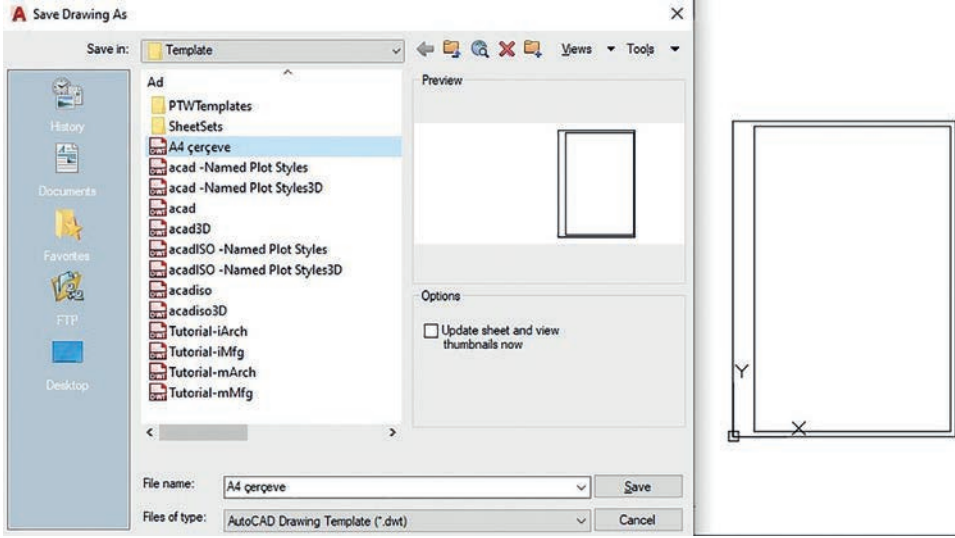 Save Drawing As
Save in: Template Views Tools
History
Documents
Favorites
FTP
Desktop
Ad
PTWTemplates
SheetSets
A4 çerçeve
acad -Named Plot Styles
acad -Named Plot Styles3D
acad
acad3D
acadISO -Named Plot Styles
acadISO -Named Plot Styles3D
acadiso
acadiso3D
Tutorial-iArch
Tutorial-iMfg
Tutorial-mArch
Tutorial-mMfg
Preview
Options
Update sheet and view
thumbnails now
File name: A4 çerçeve Save
Files of type: AutoCAD Drawing Template (*.dwt) Cancel
Y
X